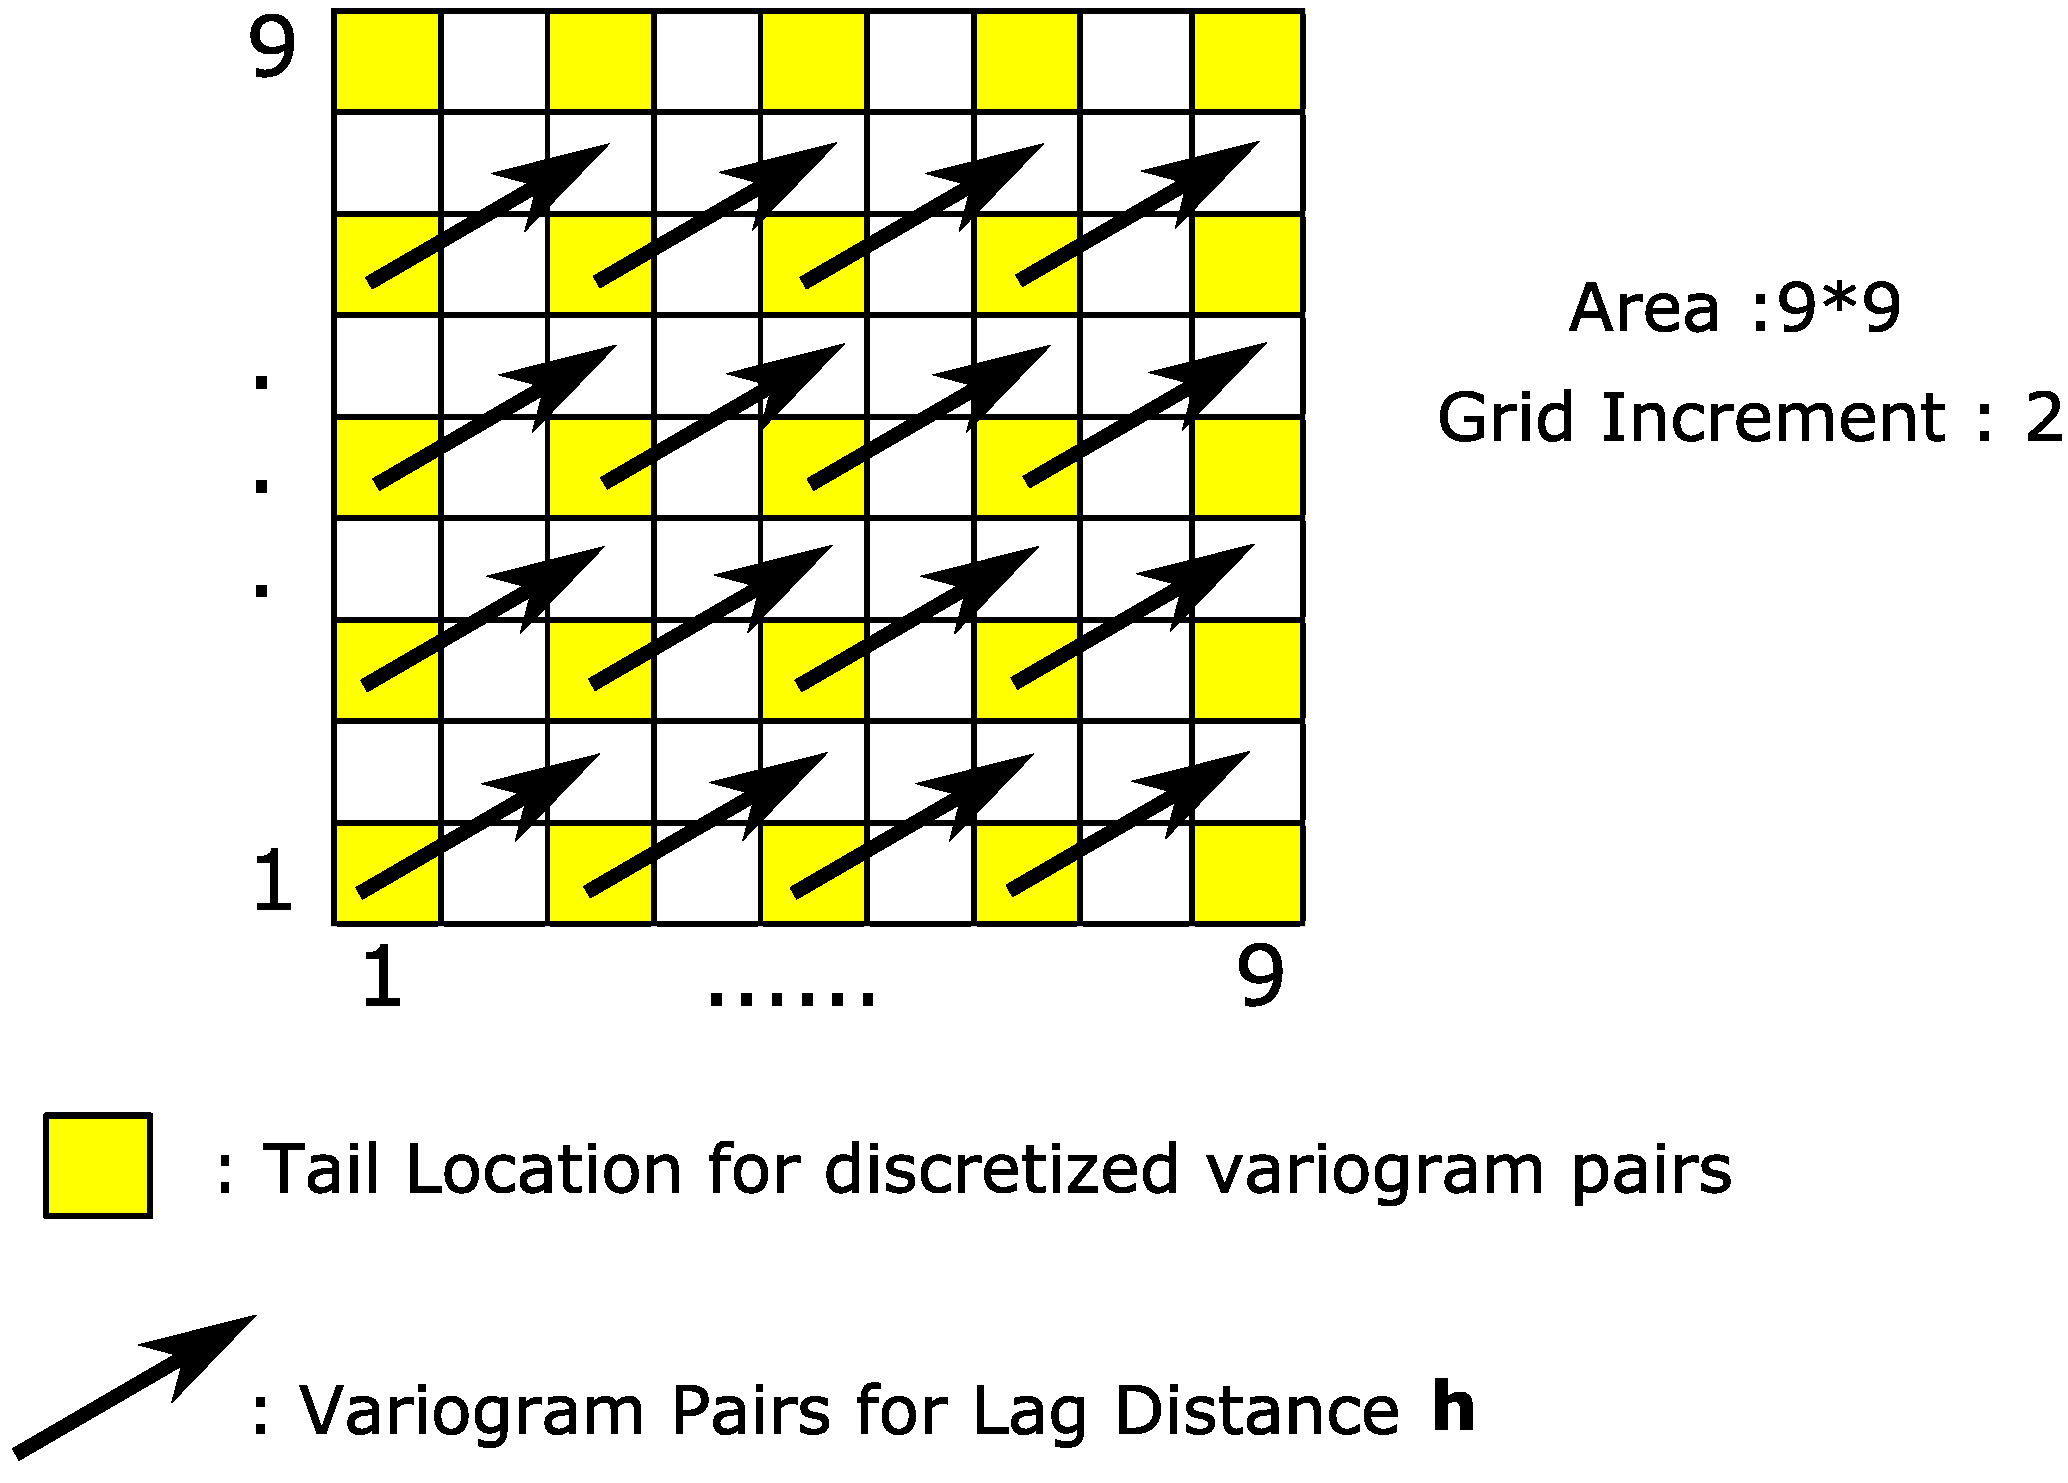 9
Area :9*9
Grid Increment : 2
.
.
.
1
1 ...... 9
: Tail Location for discretized variogram pairs
: Variogram Pairs for Lag Distance h